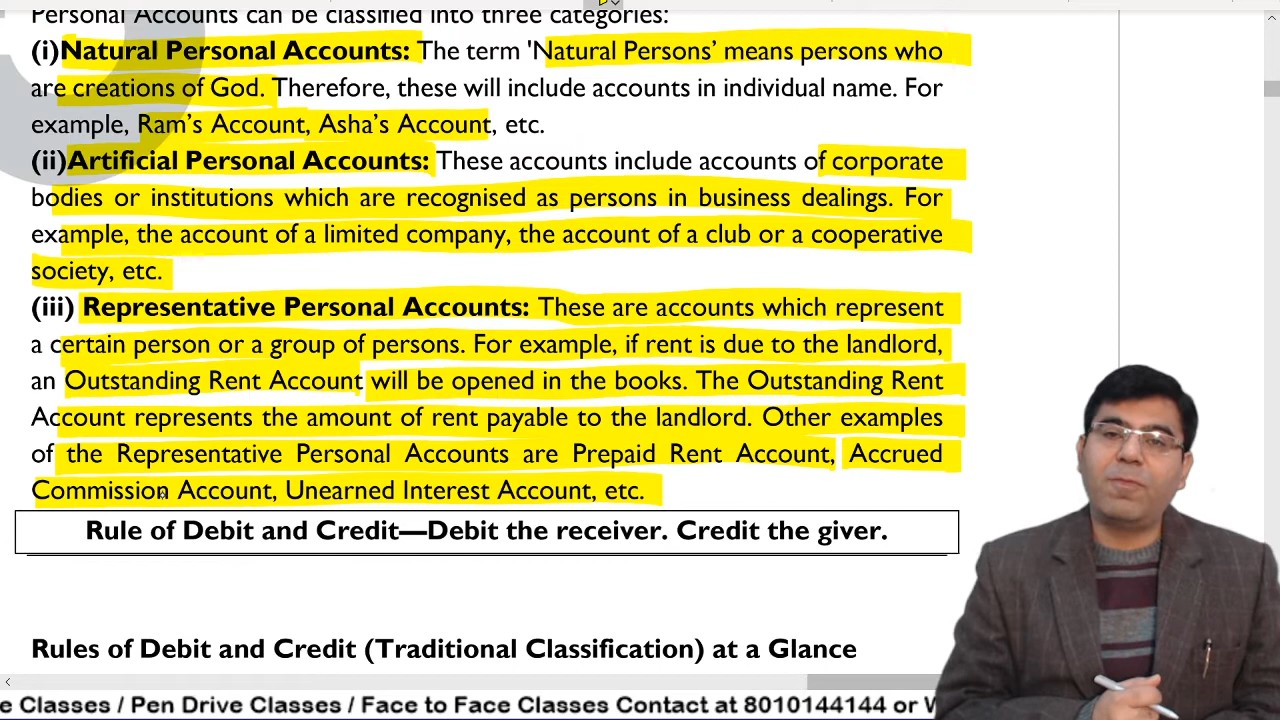 Personal Accounts can be classified into three categories:
(i)Natural Personal Accounts: The term 'Natural Persons’ means persons who
are creations of God. Therefore, these will include accounts in individual name. For
example, Ram’s Account, Asha’s Account, etc.
(ii)Artificial Personal Accounts: These accounts include accounts of corporate
bodies or institutions which are recognised as persons in business dealings. For
example, the account of a limited company, the account of a club or a cooperative
society, etc.
(iii) Representative Personal Accounts: These are accounts which represent
a certain person or a group of persons. For example, if rent is due to the landlord,
an Outstanding Rent Account will be opened in the books. The Outstanding Rent
Account represents the amount of rent payable to the landlord. Other examples
of the Representative Personal Accounts are Prepaid Rent Account, Accrued
Commission Account, Unearned Interest Account, etc.
Rule of Debit and Credit—Debit the receiver. Credit the giver.
Rules of Debit and Credit (Traditional Classification) at a Glance
e Classes / Pen Drive Classes / Face to Face Classes Contact at 8010144144 or W